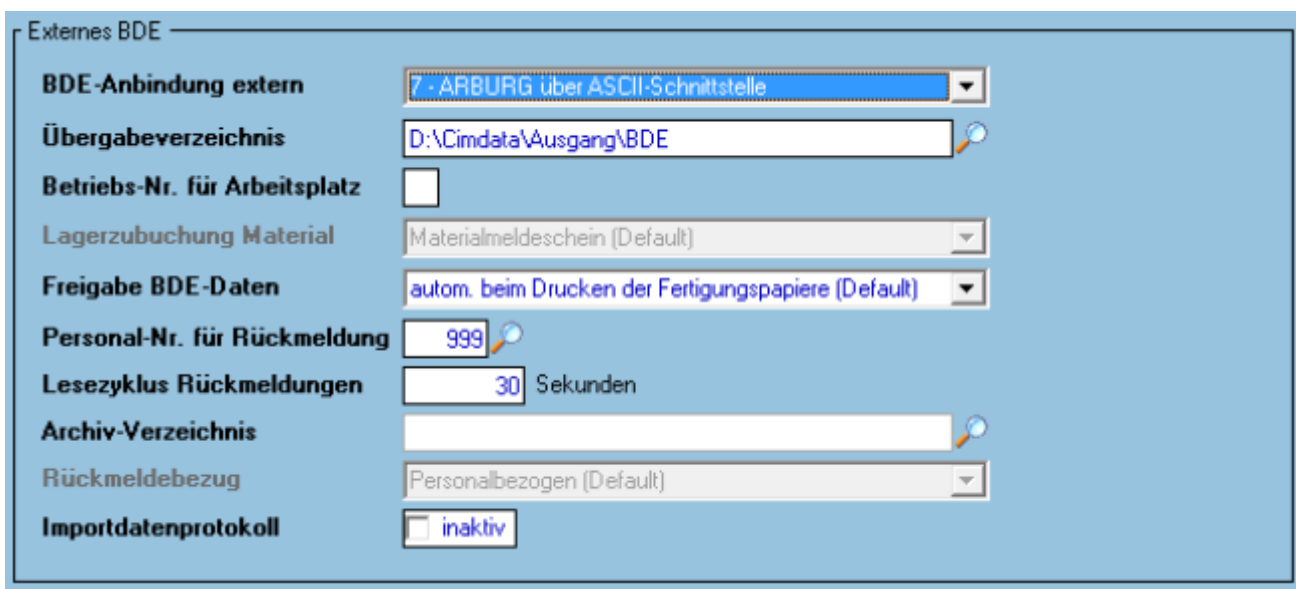 Externes BDE
BDE-Anbindung extern 7 - ARBURG über ASCII-Schnittstelle
Übergabeverzeichnis D:\Cimdata\Ausgang\BDE
Betriebs-Nr. für Arbeitsplatz
Lagerzubuchung Material Materialmeldeschein (Default)
Freigabe BDE-Daten autom. beim Drucken der Fertigungspapiere (Default)
Personal-Nr. für Rückmeldung 999
Lesezyklus Rückmeldungen 30 Sekunden
Archiv-Verzeichnis
Rückmeldebezug Personalbezogen (Default)
Importdatenprotokoll inaktiv